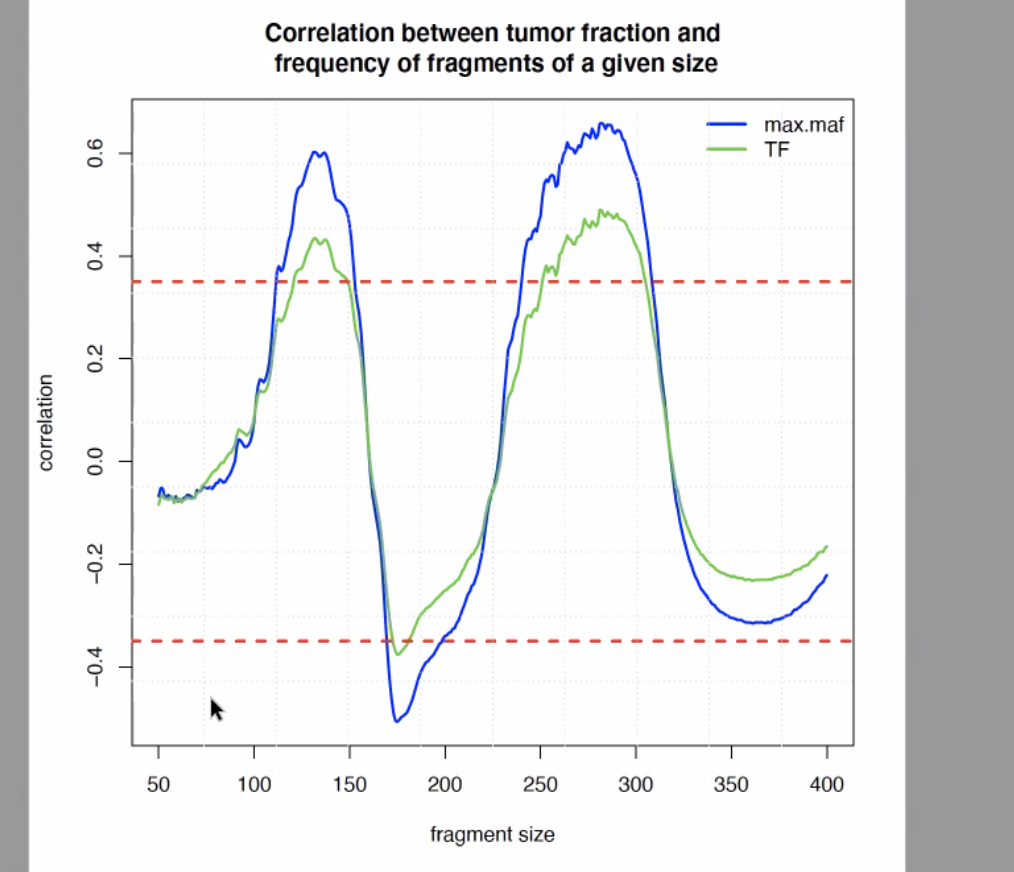 Correlation between tumor fraction and
frequency of fragments of a given size
max.maf
TF
correlation
0.6
0.4
0.2
0.0
−0.2
−0.4
50 100 150 200 250 300 350 400
fragment size